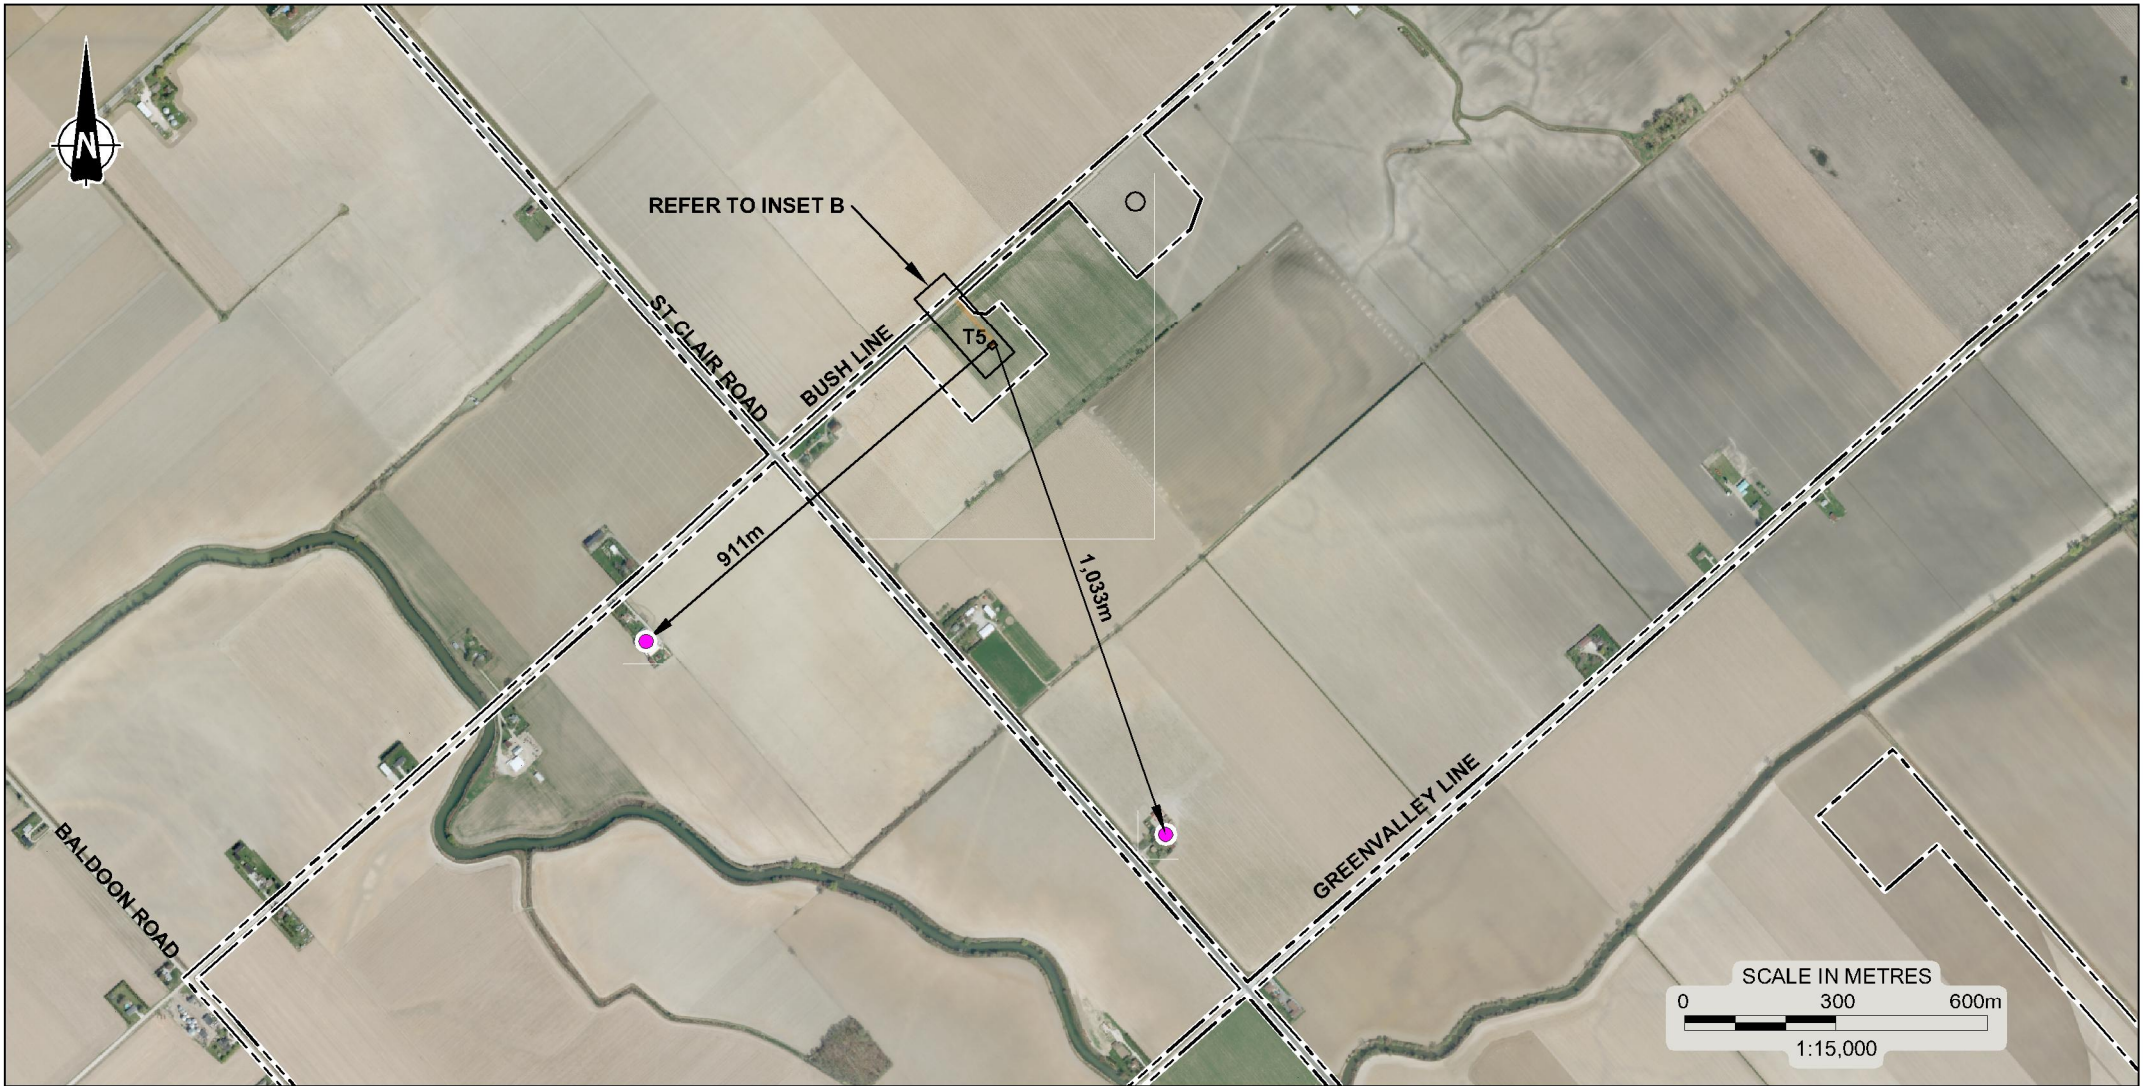 N
REFER TO INSET B
ST CLAIR ROAD
BUSH LINE
T5
911m
1,033m
GREENVALLEY LINE
BALDOON ROAD
SCALE IN METRES
0 300 600m
1:15,000